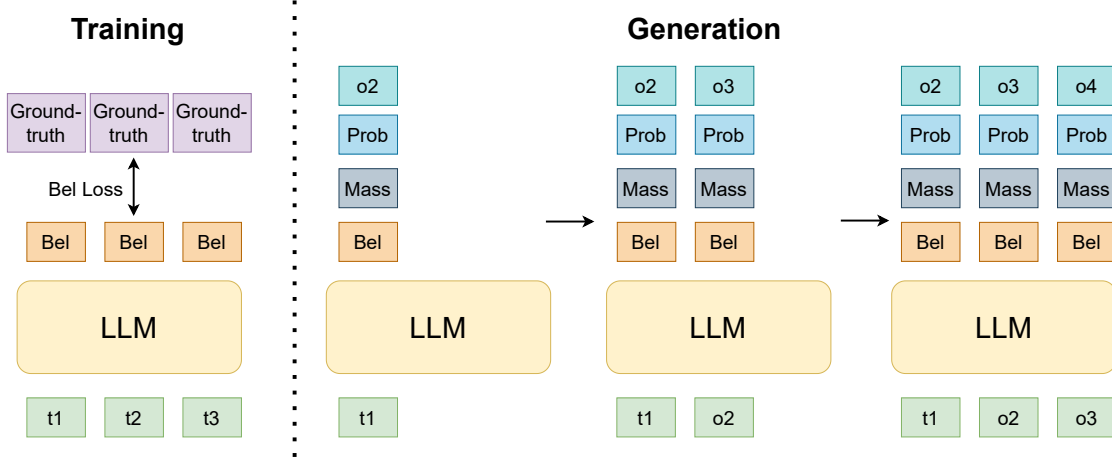 Training
Ground-
truth
Ground-
truth
Ground-
truth
Bel Loss
Bel Bel Bel
LLM
t1 t2 t3
Generation
o2
Prob
Mass
Bel
LLM
t1
o2 o3
Prob Prob
Mass Mass
Bel Bel
LLM
t1 o2
o2 o3 o4
Prob Prob Prob
Mass Mass Mass
Bel Bel Bel
LLM
t1 o2 o3